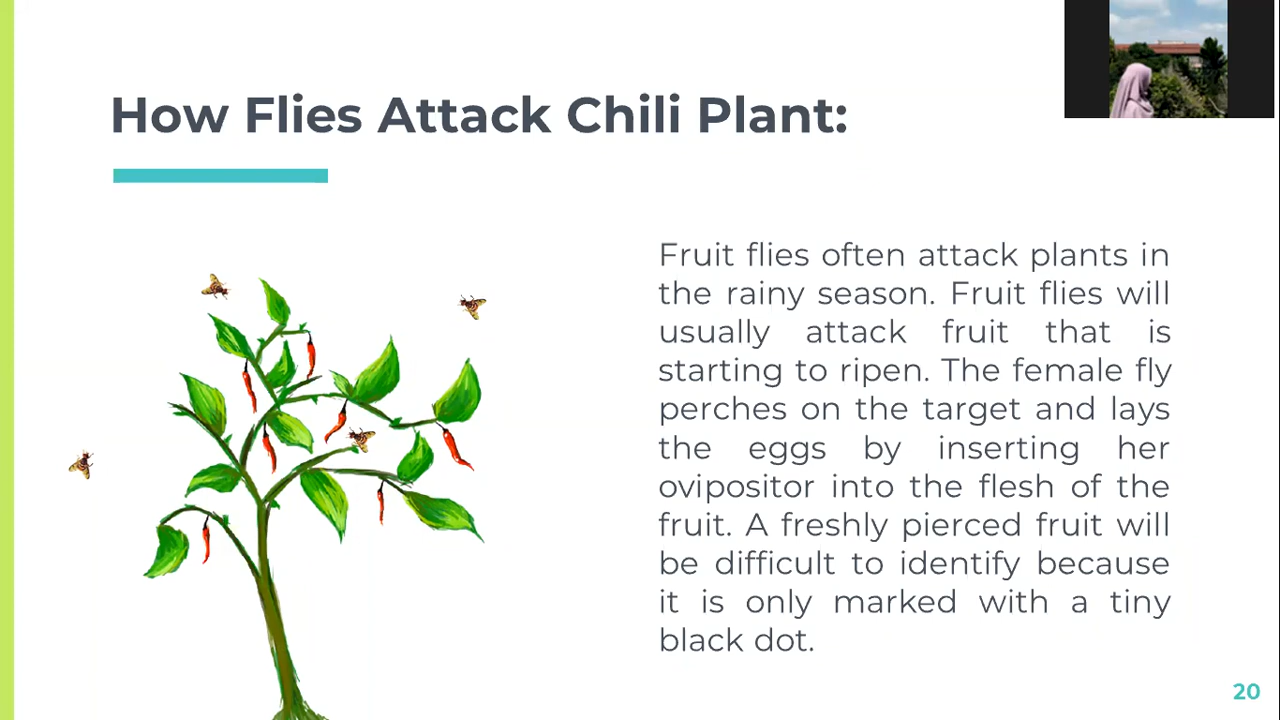 How Flies Attack Chili Plant:
Fruit flies often attack plants in
the rainy season. Fruit flies will
usually attack fruit that is
starting to ripen. The female fly
perches on the target and lays
the eggs by inserting her
ovipositor into the flesh of the
fruit. A freshly pierced fruit will
be difficult to identify because
it is only marked with a tiny
black dot.
20